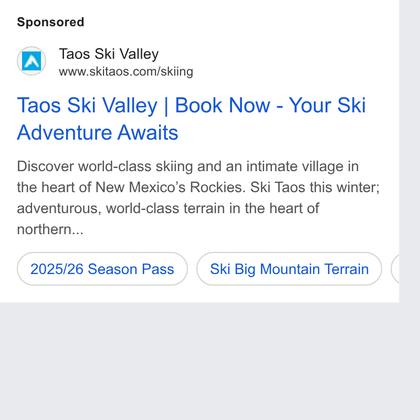 Sponsored
Taos Ski Valley
www.skitaos.com/skiing
Taos Ski Valley | Book Now - Your Ski
Adventure Awaits
Discover world-class skiing and an intimate village in
the heart of New Mexico’s Rockies. Ski Taos this winter;
adventurous, world-class terrain in the heart of
northern...
2025/26 Season Pass
Ski Big Mountain Terrain